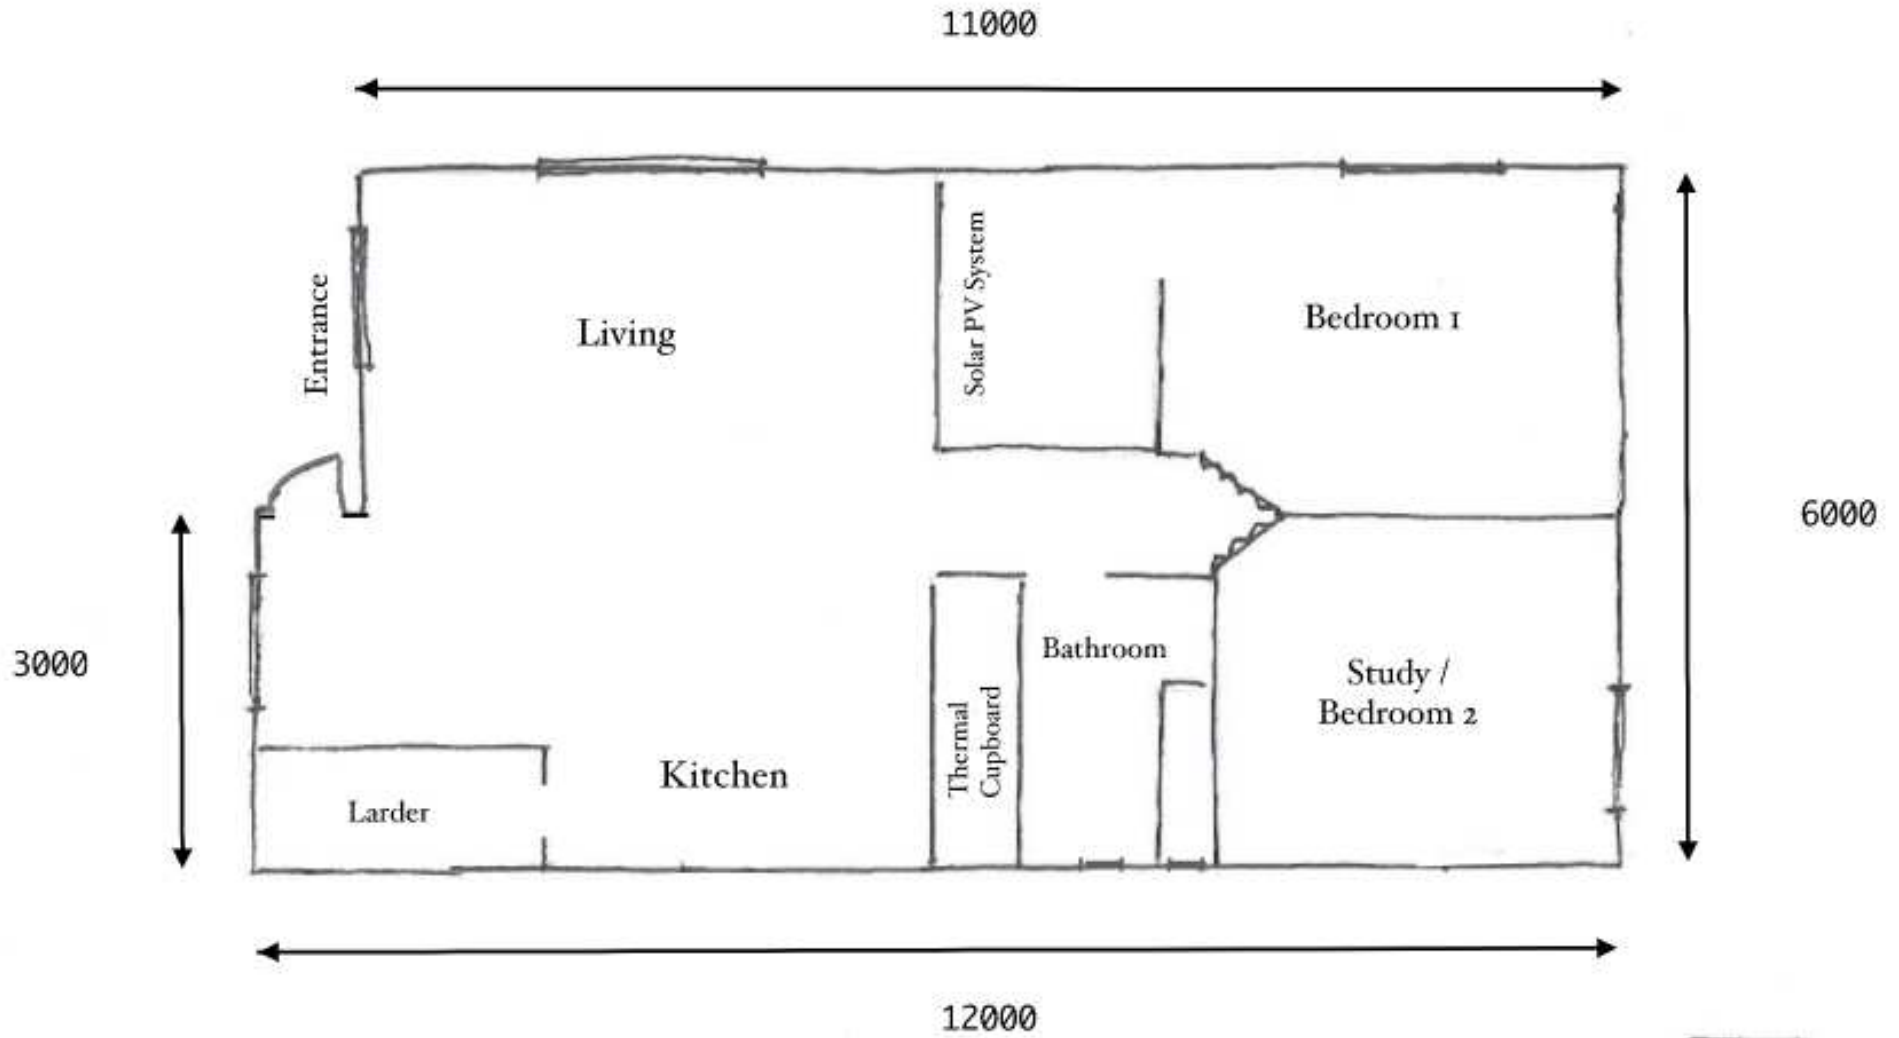 11000
Entrance
Living
Solar PV System
Bedroom 1
6000
3000
Bathroom
Study /
Bedroom 2
Thermal
Cupboard
Kitchen
Larder
12000